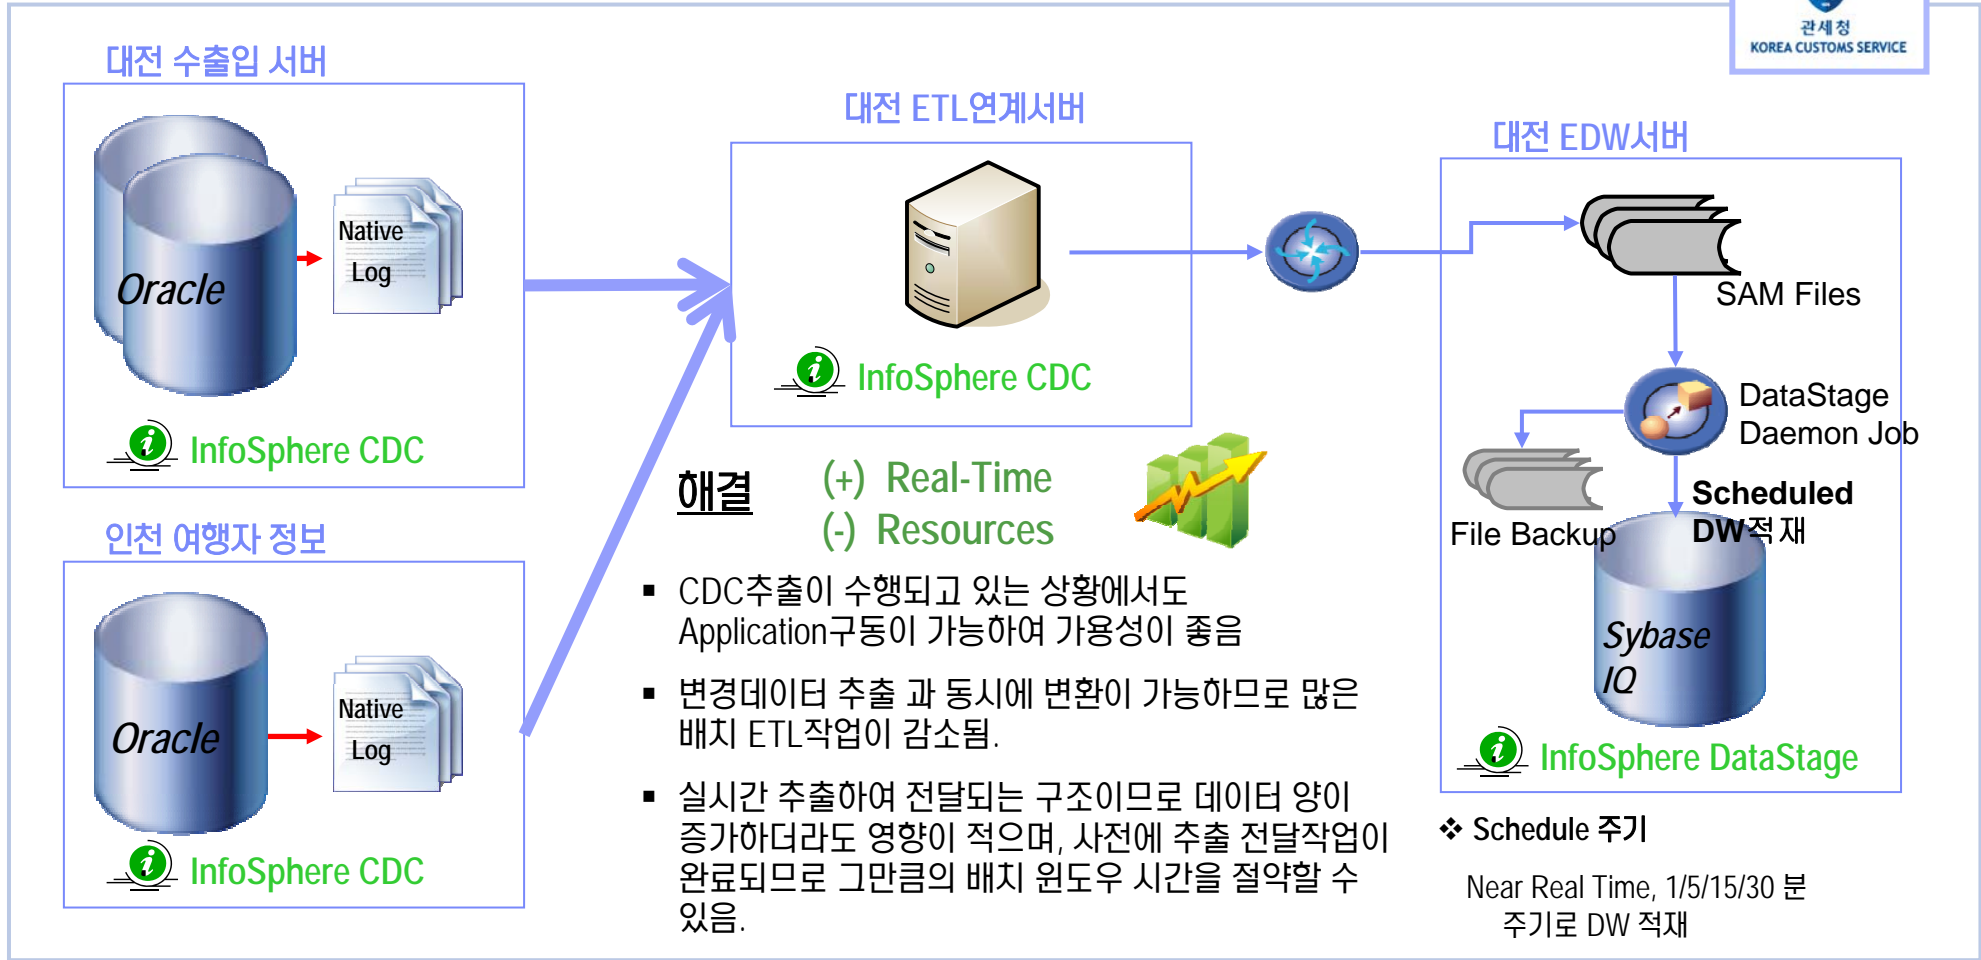 관세청
KOREA CUSTOMS SERVICE
대전 수출입 서버
Oracle
Native
Log
InfoSphere CDC
인천 여행자 정보
Oracle
Native
Log
InfoSphere CDC
대전 ETL연계서버
InfoSphere CDC
해결
(+) Real-Time
(-) Resources
▪ CDC추출이 수행되고 있는 상황에서도
Application구동이 가능하여 가용성이 좋음
▪ 변경데이터 추출 과 동시에 변환이 가능하므로 많은
배치 ETL작업이 감소됨.
▪ 실시간 추출하여 전달되는 구조이므로 데이터 양이
증가하더라도 영향이 적으며, 사전에 추출 전달작업이
완료되므로 그만큼의 배치 윈도우 시간을 절약할 수
있음.
대전 EDW서버
SAM Files
DataStage
Daemon Job
File Backup
Scheduled
DW적재
Sybase
IQ
InfoSphere DataStage
❖ Schedule 주기
Near Real Time, 1/5/15/30 분
주기로 DW 적재